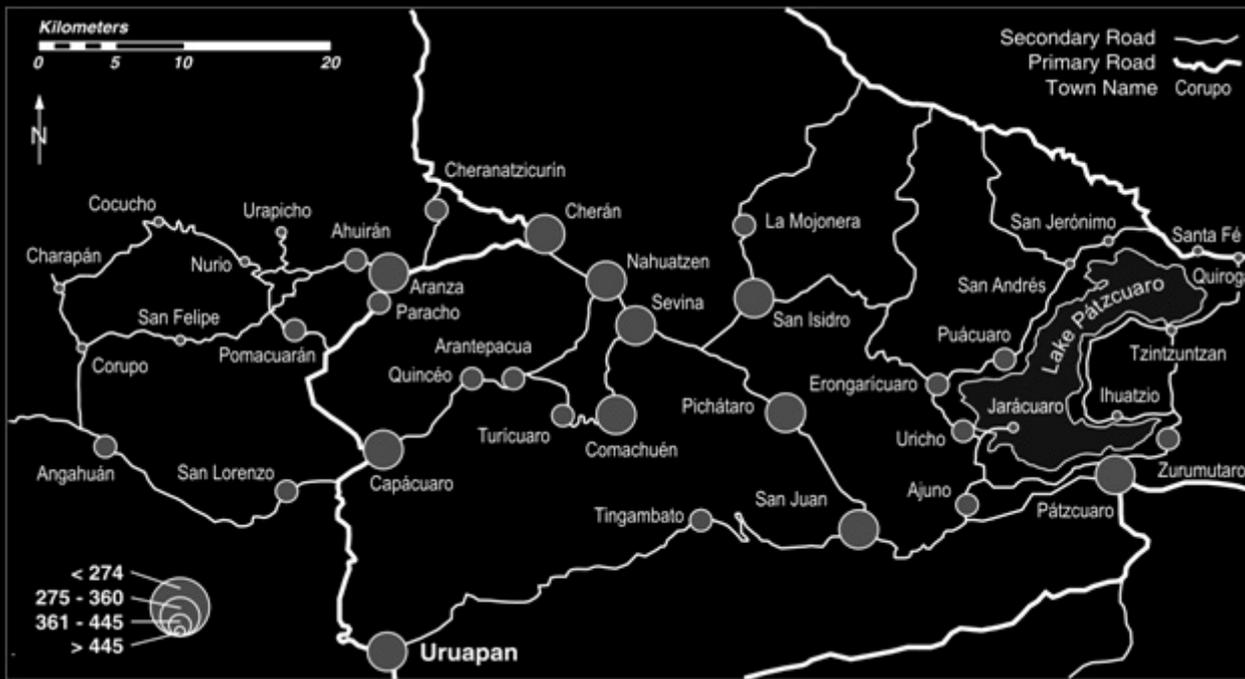 Kilometers
0 5 10 20
N
Secondary Road
Primary Road
Town Name Corupo
Cheranatzicurín
Cocucho
Urapicho
Cherán
La Mojonera
San Jerónimo
Santa Fé
Ahuirán
Charapán
Nurio
Nahuatzen
Quiroga
Aranza
San Andrés
Lake Pátzcuaro
Sevina
Paracho
San Isidro
San Felipe
Puácuaro
Pomacuarán
Arantepacua
Tzintzuntzan
Corupo
Quincéo
Erongarícuaro
Ihuatzio
Pichátaro
Jarácuaro
Turícuaro
Uricho
Comachuén
Angahuán
San Lorenzo
Capácuaro
Zurumutaro
Ajuno
San Juan
Pátzcuaro
Tingambato
< 274
275 - 360
361 - 445
> 445
Uruapan